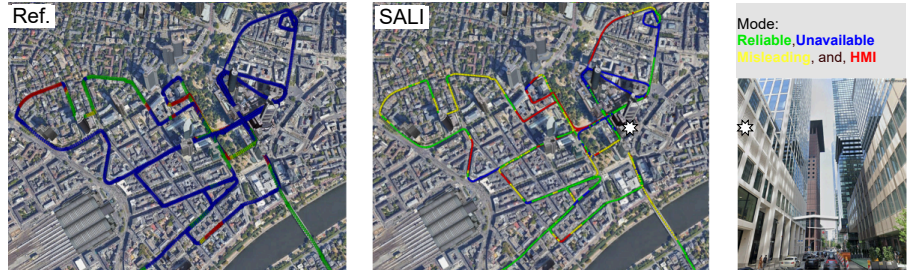 Ref.
SALI
Mode:
Reliable,Unavailable
Misleading, and, HMI